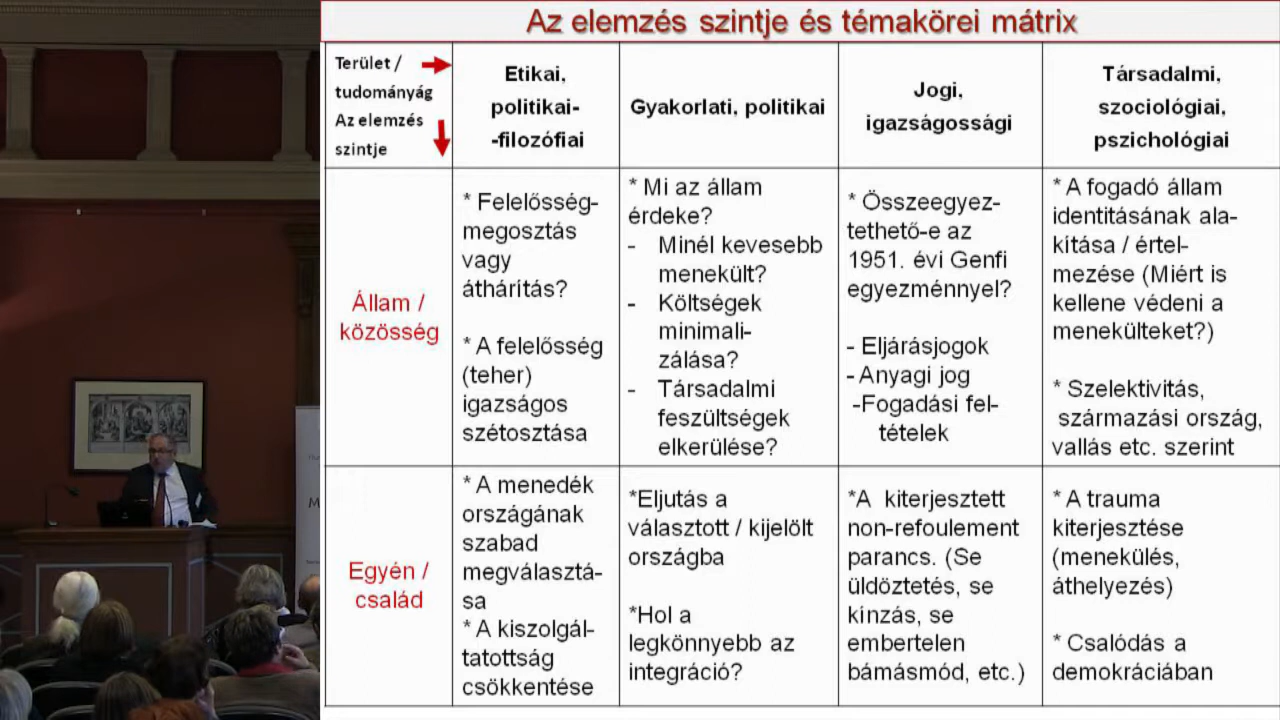 Az elemzés szintje és témakörei mátrix
Terület /
tudományág
Az elemzés
szintje
Etikai,
politikai-
-filozófiai
Gyakorlati, politikai
Jogi,
igazságossági
Társadalmi,
szociológiai,
pszichológiai
Állam /
közösség
* Felelősség-
megosztás
vagy
áthárítás?
* A felelősség
(teher)
igazságos
szétosztása
* Mi az állam
érdeke?
- Minél kevesebb
menekült?
- Költségek
minimali-
zálása?
- Társadalmi
feszültségek
elkerülése?
* Összeegyez-
tethető-e az
1951. évi Genfi
egyezménnyel?
- Eljárásjogok
- Anyagi jog
-Fogadási fel-
tételek
* A fogadó állam
identitásának ala-
kítása / értel-
mezése (Miért is
kellene védeni a
menekülteket?)
* Szelektivitás,
származási ország,
vallás etc. szerint
Egyén /
család
* A menedék
országának
szabad
megválasztá-
sa
* A kiszolgál-
tatottság
csökkentése
*Eljutás a
választott / kijelölt
országba
*Hol a
legkönnyebb az
integráció?
*A kiterjesztett
non-refoulement
parancs. (Se
üldöztetés, se
kínzás, se
embertelen
bámásmód, etc.)
* A trauma
kiterjesztése
(menekülés,
áthelyezés)
* Csalódás a
demokráciában